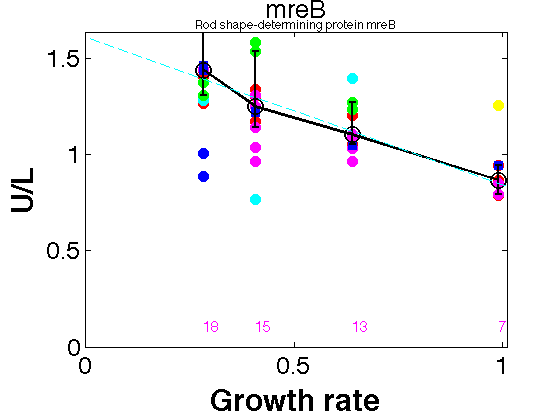 mreB
Rod shape-determining protein mreB
1.5
1
0.5
0
U/L
18 15 13 7
0 0.5 1
Growth rate